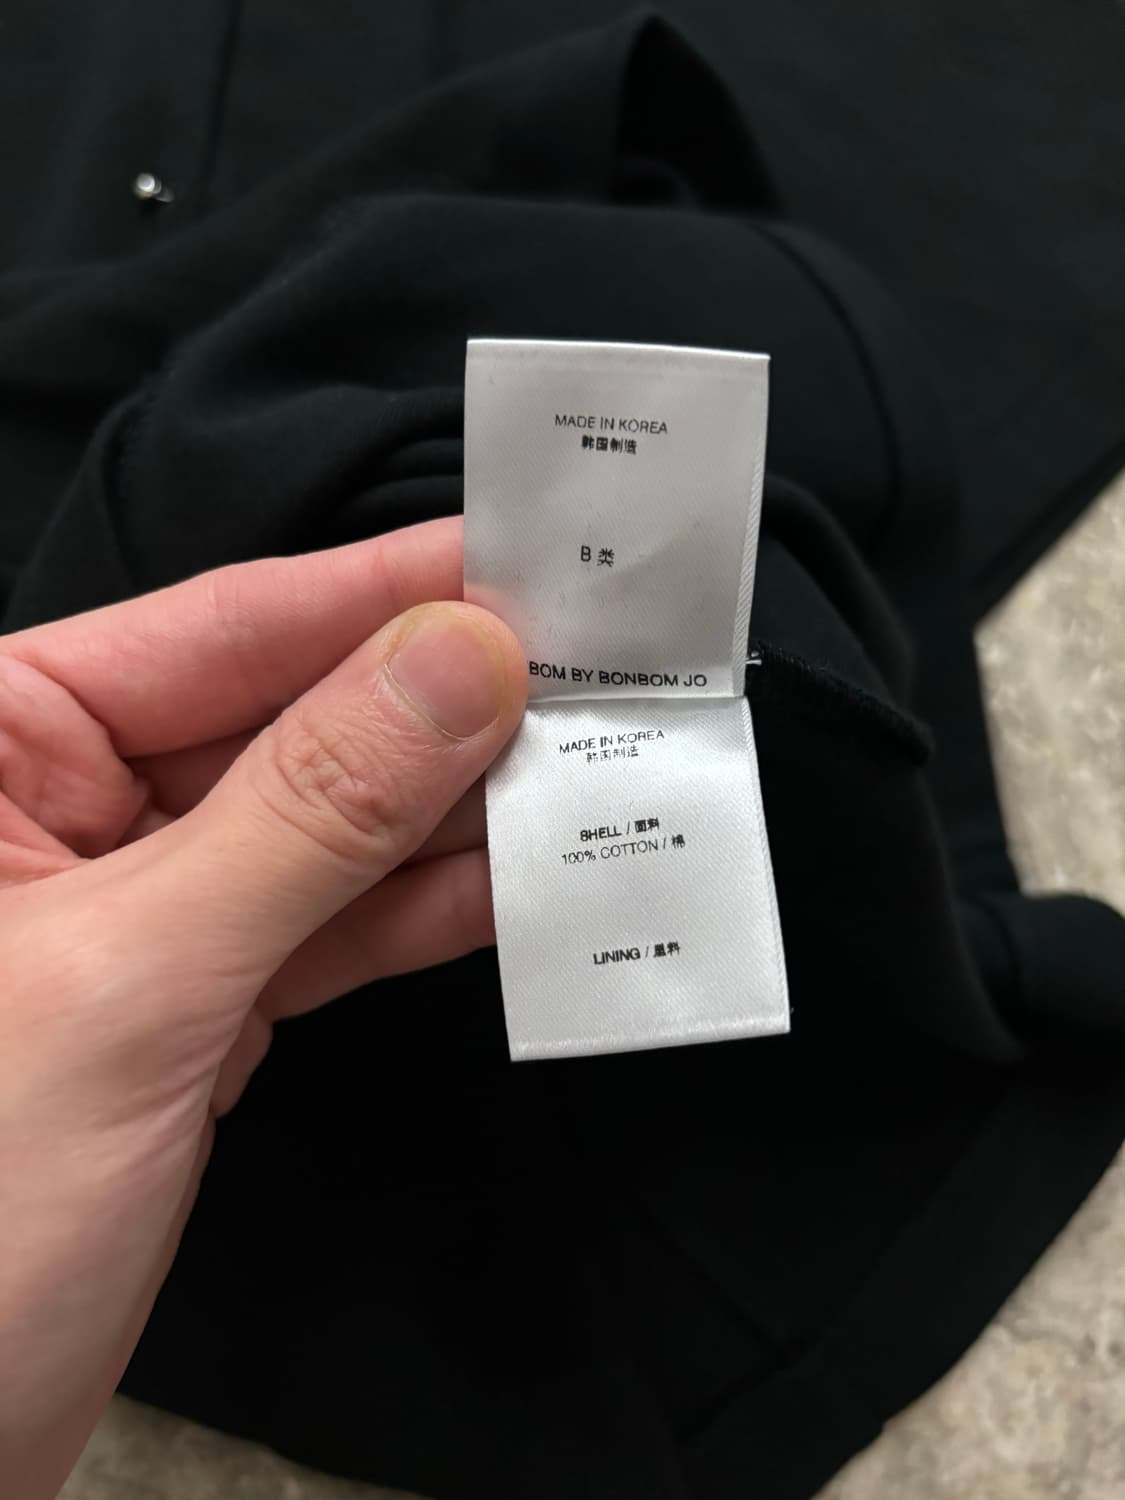 MADE IN KOREA
韩国制造
B 类
BOM BY BONBOM JO
MADE IN KOREA
韩国制造
SHELL / 面料
100% COTTON / 棉
LINING / 里料